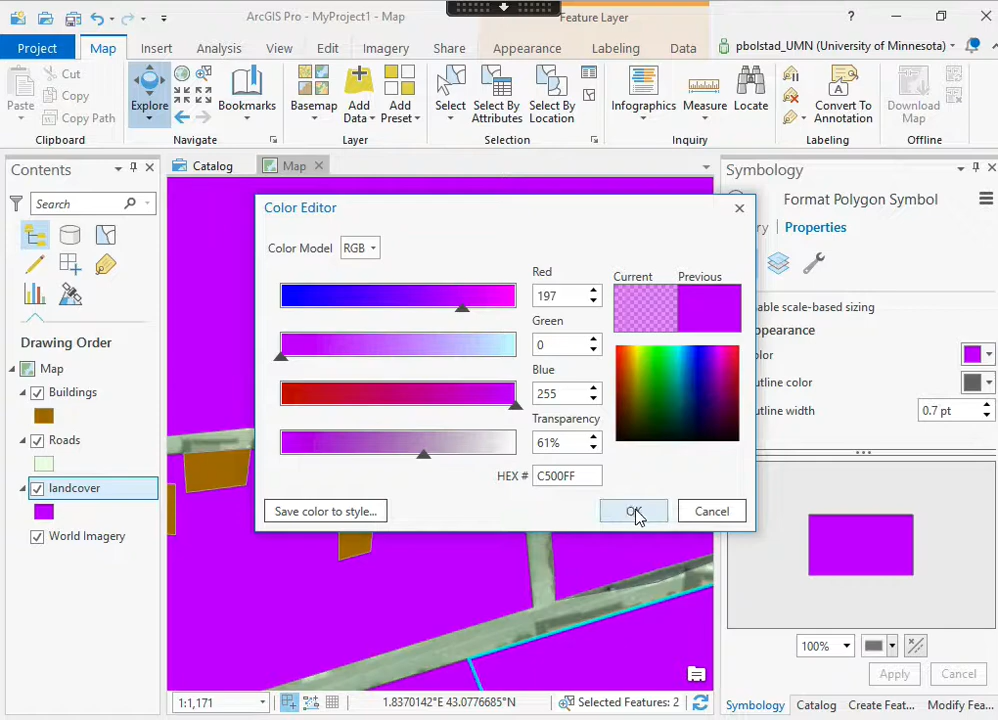 ArcGIS Pro - MyProject1 - Map
Feature Layer
?
Project
Map
Insert
Analysis
View
Edit
Imagery
Share
Appearance
Labeling
Data
pbolstad_UMN (University of Minnesota)
Paste
Cut
Copy
Copy Path
Explore
Bookmarks
Basemap
Add Data
Add Preset
Select
Select By Attributes
Select By Location
Infographics
Measure
Locate
Convert To Annotation
Download Map
Clipboard
Navigate
Layer
Selection
Inquiry
Labeling
Offline
Contents
Search
Drawing Order
Map
Buildings
Roads
landcover
World Imagery
Catalog
Map
Color Editor
Color Model
RGB
Red
197
Green
0
Blue
255
Transparency
61%
HEX #
C500FF
Current
Previous
Save color to style...
OK
Cancel
Symbology
Format Polygon Symbol
Properties
able scale-based sizing
ppearance
olor
utline color
utline width
0.7 pt
100%
Apply
Cancel
1:1,171
1.8370142°E 43.0776685°N
Selected Features: 2
Symbology
Catalog
Create Feat...
Modify Fea...